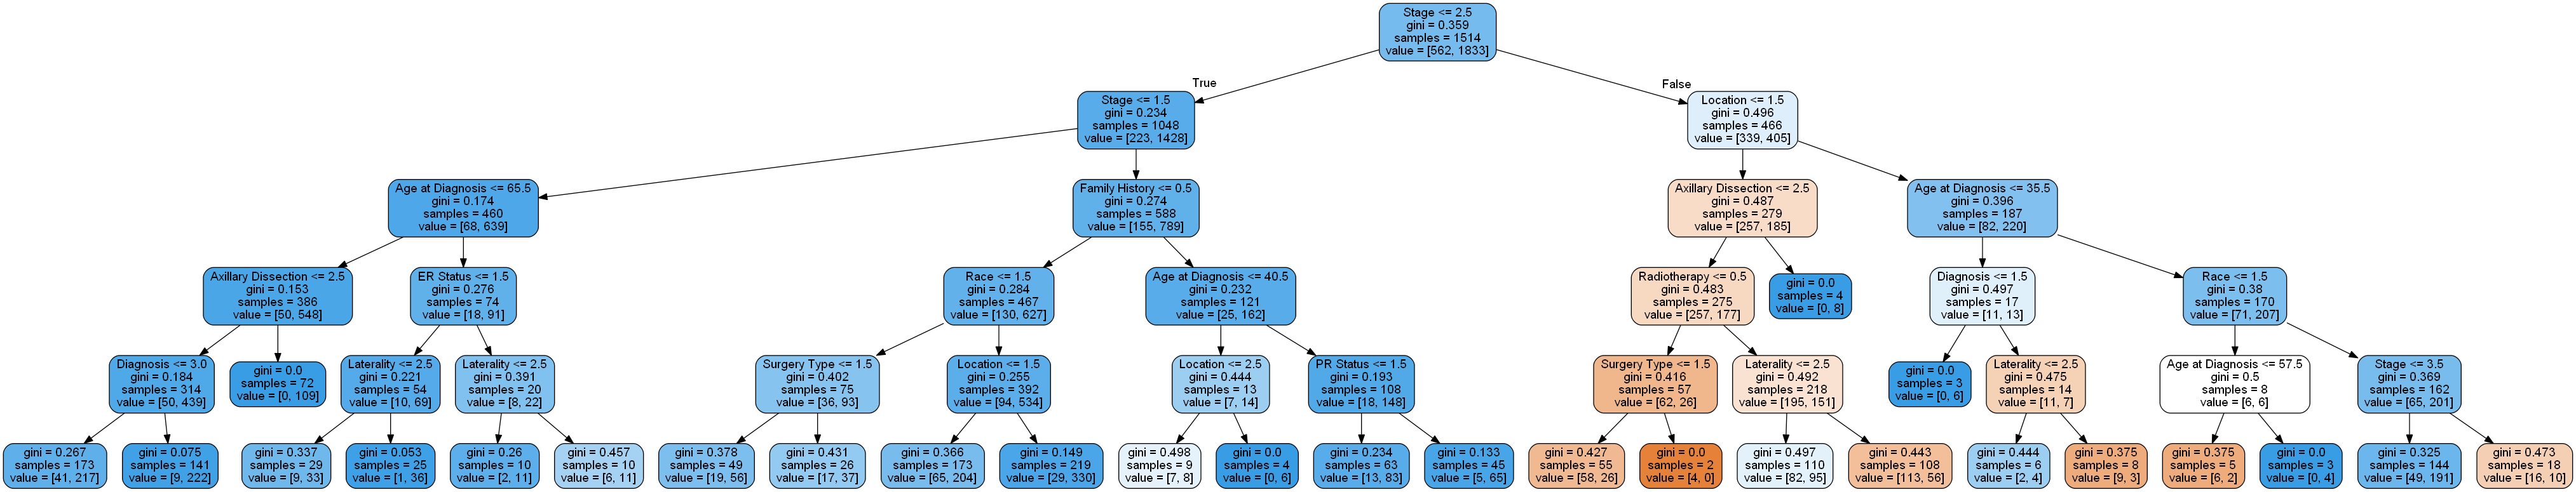 Stage <= 2.5
gini = 0.359
samples = 1514
value = [562, 1833]
True
False
Stage <= 1.5
gini = 0.234
samples = 1048
value = [223, 1428]
Location <= 1.5
gini = 0.496
samples = 466
value = [339, 405]
Age at Diagnosis <= 65.5
gini = 0.174
samples = 460
value = [68, 639]
Family History <= 0.5
gini = 0.274
samples = 588
value = [155, 789]
Axillary Dissection <= 2.5
gini = 0.487
samples = 279
value = [257, 185]
Age at Diagnosis <= 35.5
gini = 0.396
samples = 187
value = [82, 220]
Axillary Dissection <= 2.5
gini = 0.153
samples = 386
value = [50, 548]
ER Status <= 1.5
gini = 0.276
samples = 74
value = [18, 91]
Race <= 1.5
gini = 0.284
samples = 467
value = [130, 627]
Age at Diagnosis <= 40.5
gini = 0.232
samples = 121
value = [25, 162]
Radiotherapy <= 0.5
gini = 0.483
samples = 275
value = [257, 177]
gini = 0.0
samples = 4
value = [0, 8]
Diagnosis <= 1.5
gini = 0.497
samples = 17
value = [11, 13]
Race <= 1.5
gini = 0.38
samples = 170
value = [71, 207]
Diagnosis <= 3.0
gini = 0.184
samples = 314
value = [50, 439]
gini = 0.0
samples = 72
value = [0, 109]
Laterality <= 2.5
gini = 0.221
samples = 54
value = [10, 69]
Laterality <= 2.5
gini = 0.391
samples = 20
value = [8, 22]
Surgery Type <= 1.5
gini = 0.402
samples = 75
value = [36, 93]
Location <= 1.5
gini = 0.255
samples = 392
value = [94, 534]
Location <= 2.5
gini = 0.444
samples = 13
value = [7, 14]
PR Status <= 1.5
gini = 0.193
samples = 108
value = [18, 148]
Surgery Type <= 1.5
gini = 0.416
samples = 57
value = [62, 26]
Laterality <= 2.5
gini = 0.492
samples = 218
value = [195, 151]
gini = 0.0
samples = 3
value = [0, 6]
Laterality <= 2.5
gini = 0.475
samples = 14
value = [11, 7]
Age at Diagnosis <= 57.5
gini = 0.5
samples = 8
value = [6, 6]
Stage <= 3.5
gini = 0.369
samples = 162
value = [65, 201]
gini = 0.267
samples = 173
value = [41, 217]
gini = 0.075
samples = 141
value = [9, 222]
gini = 0.337
samples = 29
value = [9, 33]
gini = 0.053
samples = 25
value = [1, 36]
gini = 0.26
samples = 10
value = [2, 11]
gini = 0.457
samples = 10
value = [6, 11]
gini = 0.378
samples = 49
value = [19, 56]
gini = 0.431
samples = 26
value = [17, 37]
gini = 0.366
samples = 173
value = [65, 204]
gini = 0.149
samples = 219
value = [29, 330]
gini = 0.498
samples = 9
value = [7, 8]
gini = 0.0
samples = 4
value = [0, 6]
gini = 0.234
samples = 63
value = [13, 83]
gini = 0.133
samples = 45
value = [5, 65]
gini = 0.427
samples = 55
value = [58, 26]
gini = 0.0
samples = 2
value = [4, 0]
gini = 0.497
samples = 110
value = [82, 95]
gini = 0.443
samples = 108
value = [113, 56]
gini = 0.444
samples = 6
value = [2, 4]
gini = 0.375
samples = 8
value = [9, 3]
gini = 0.375
samples = 5
value = [6, 2]
gini = 0.0
samples = 3
value = [0, 4]
gini = 0.325
samples = 144
value = [49, 191]
gini = 0.473
samples = 18
value = [16, 10]